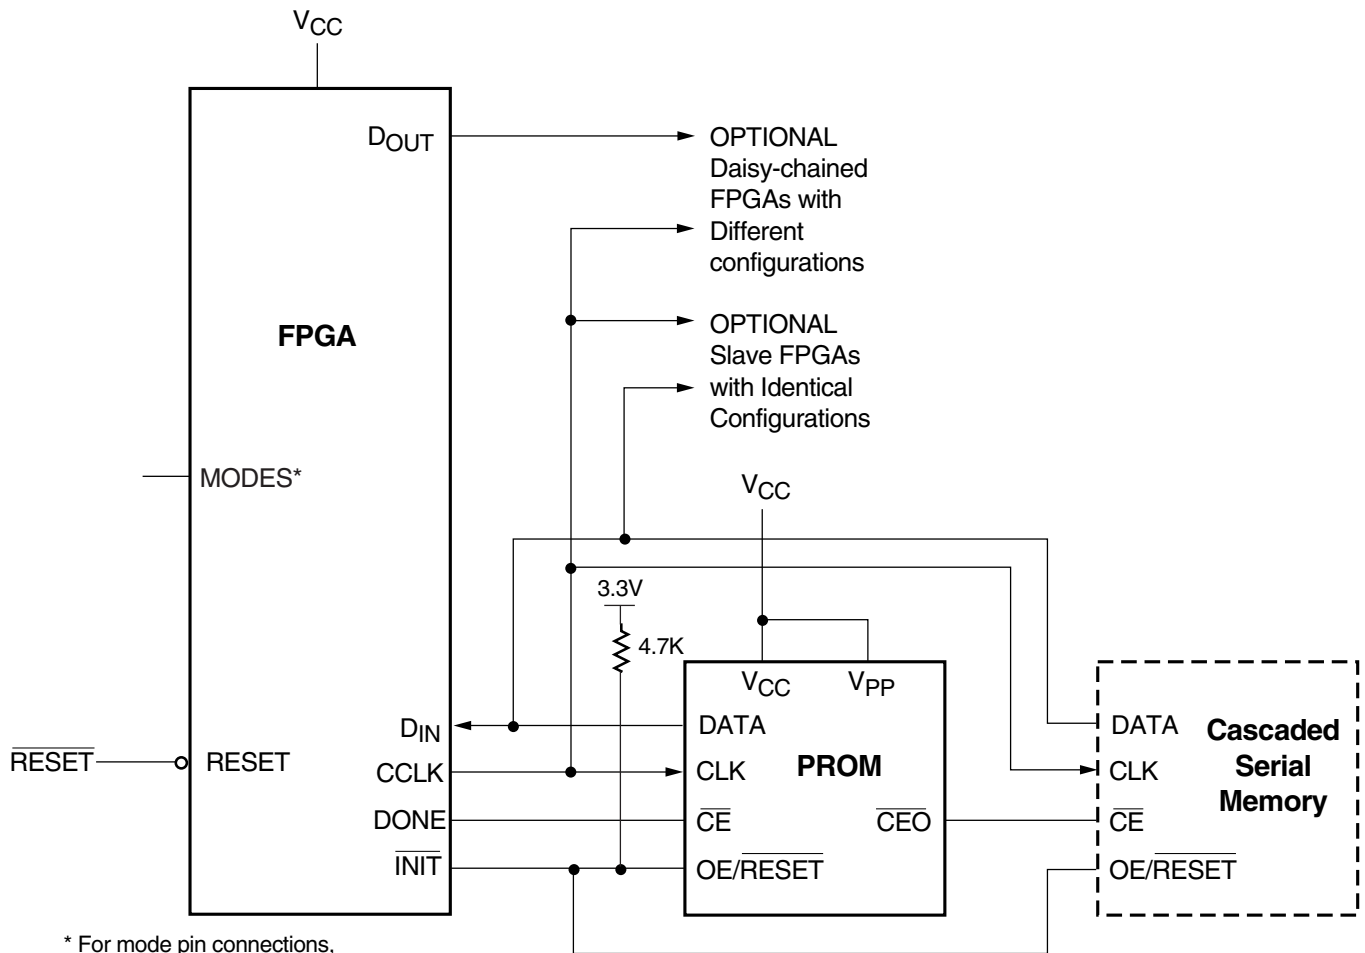 VCC
DOUT
OPTIONAL
Daisy-chained
FPGAs with
Different
configurations
FPGA
OPTIONAL
Slave FPGAs
with Identical
Configurations
MODES*
VCC
3.3V
4.7K
VCC
VPP
DIN
DATA
DATA
Cascaded
Serial
Memory
RESET
RESET
CCLK
CLK
PROM
CLK
DONE
CE
CEO
CE
INIT
OE/RESET
OE/RESET
* For mode pin connections,